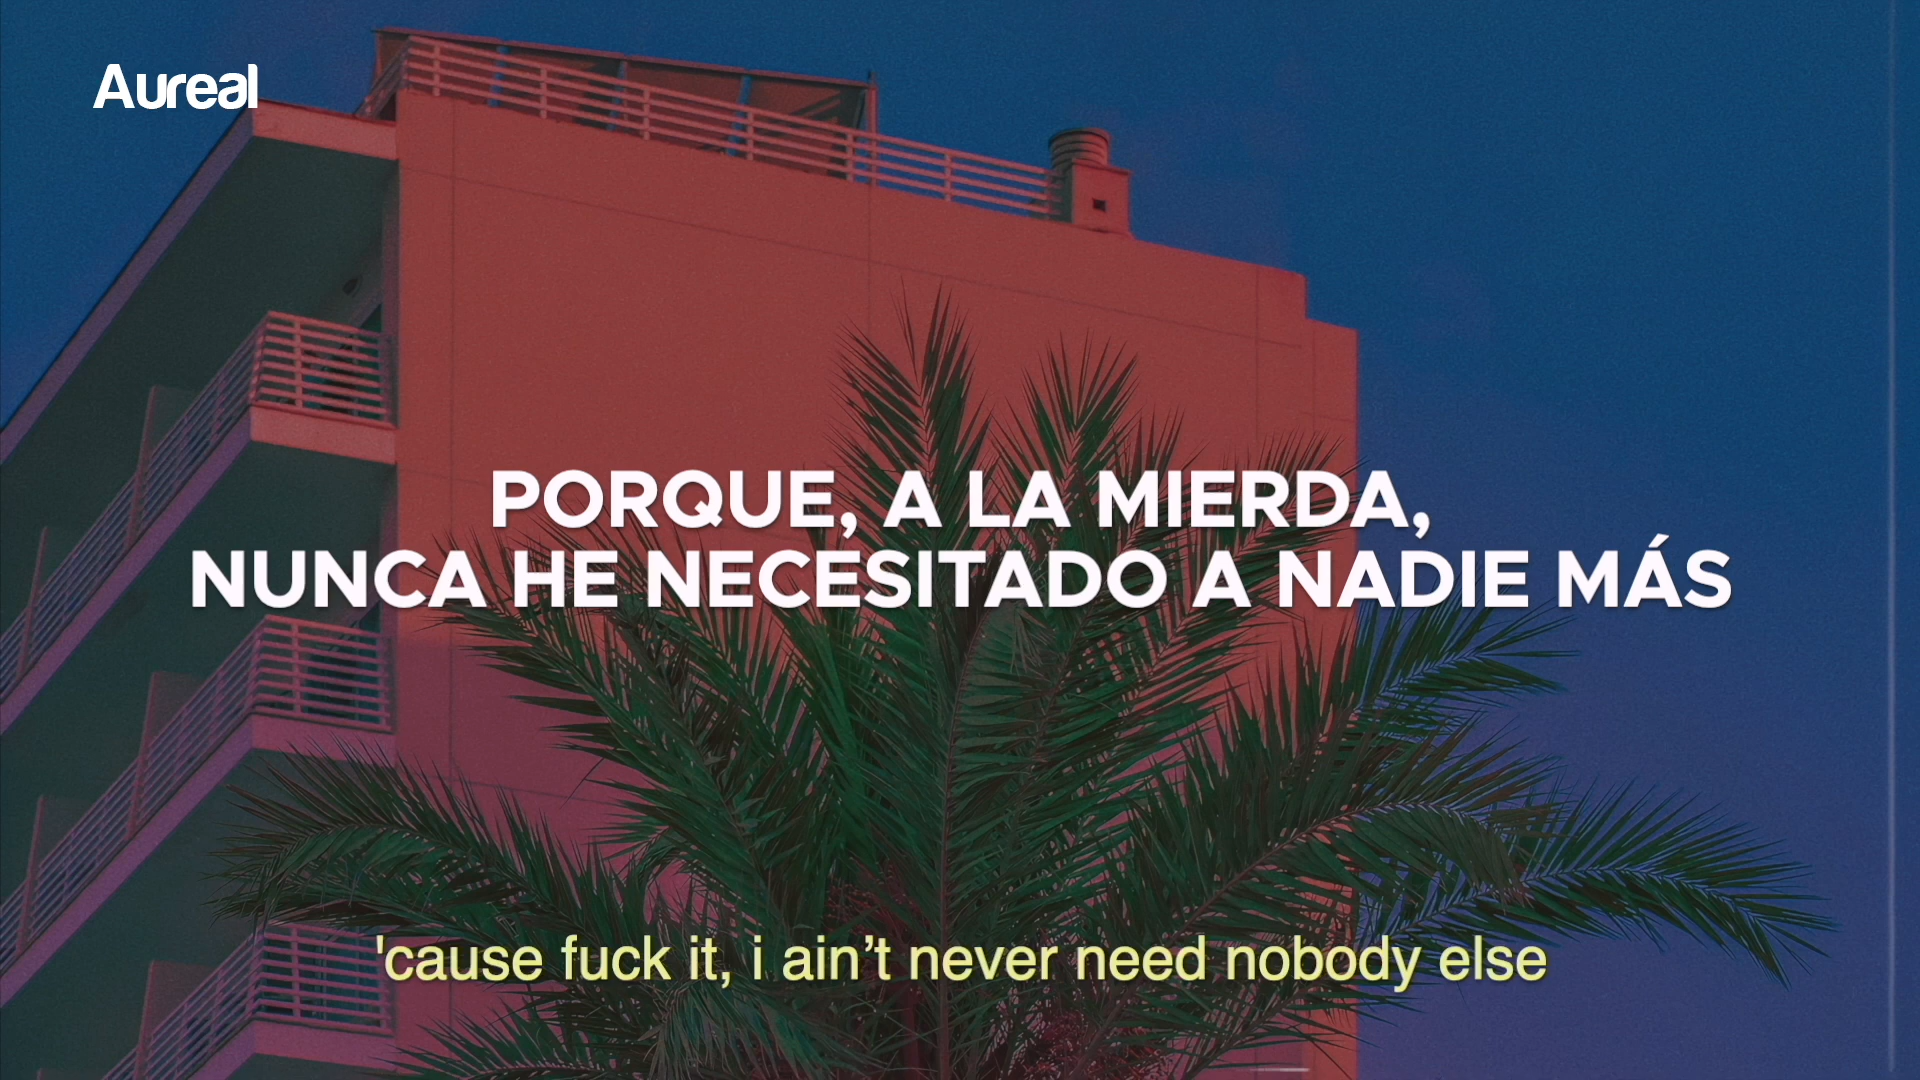 Aureal
PORQUE, A LA MIERDA,
NUNCA HE NECESITADO A NADIE MÁS
'cause fuck it, i ain’t never need nobody else